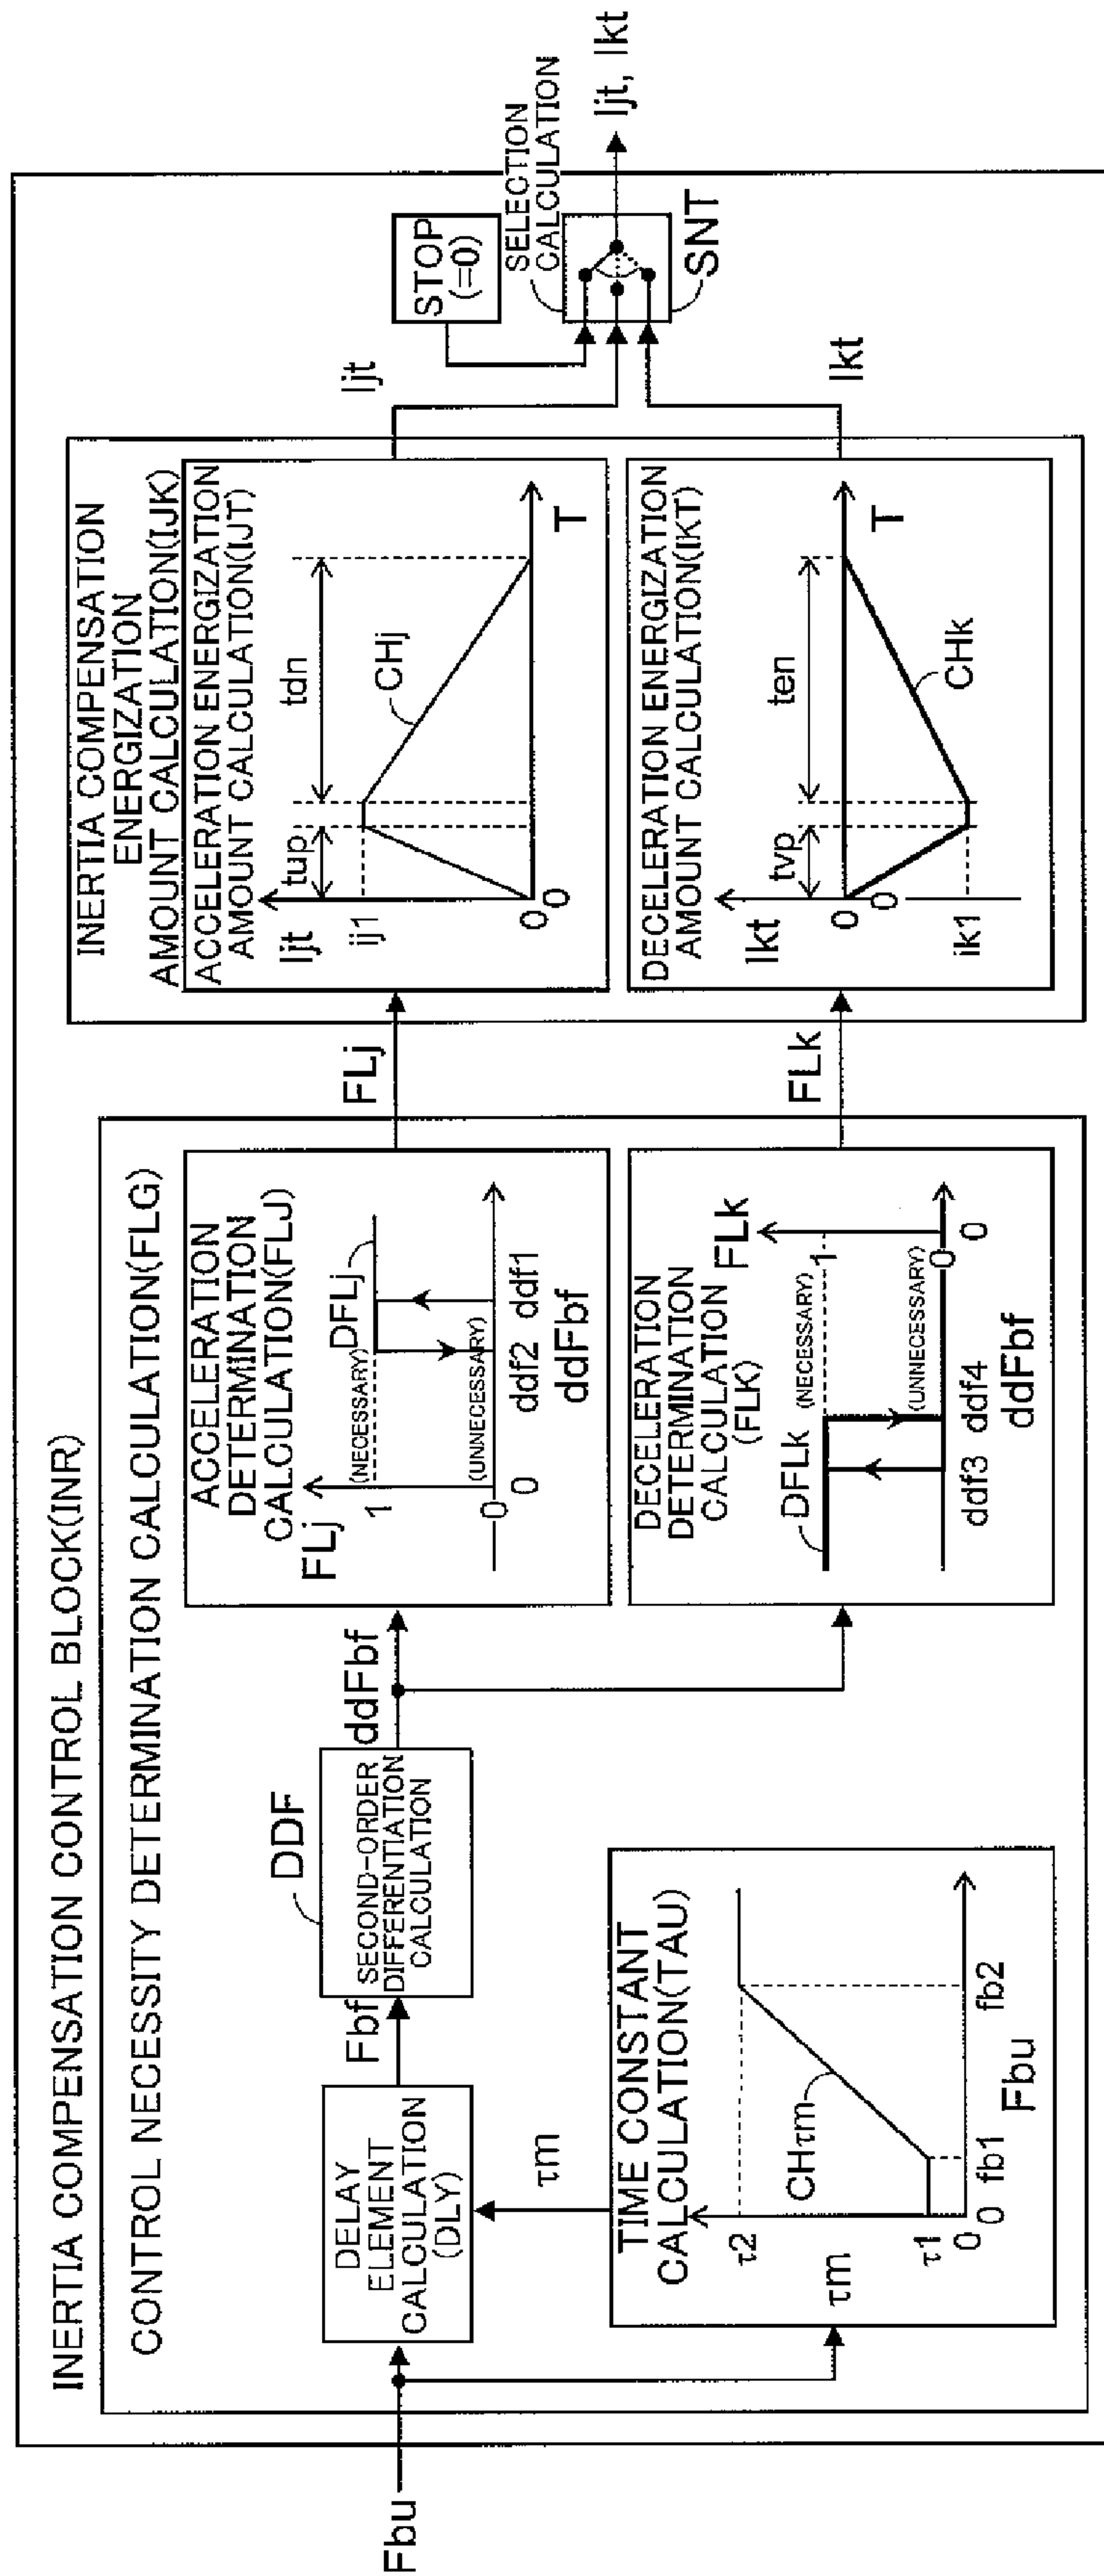 INERTIA COMPENSATION CONTROL BLOCK(INR)
CONTROL NECESSITY DETERMINATION CALCULATION(FLG)
Fbu
DELAY
ELEMENT
CALCULATION
(DLY)
Fbf
DDF
SECOND-ORDER
DIFFERENTIATION
CALCULATION
ddFbf
τm
TIME CONSTANT
CALCULATION(TAU)
τ2
τm
τ1
0
0
fb1
fb2
CHτm
Fbu
ACCELERATION
DETERMINATION
CALCULATION(FLJ)
FLj
1
(NECESSARY)
DFLj
(UNNECESSARY)
0
0
ddf2
ddf1
ddFbf
DECELERATION
DETERMINATION
CALCULATION
(FLK)
FLk
DFLk
(NECESSARY)
1
(UNNECESSARY)
0
0
ddf3
ddf4
ddFbf
FLj
FLk
INERTIA COMPENSATION
ENERGIZATION
AMOUNT CALCULATION(IJK)
ACCELERATION ENERGIZATION
AMOUNT CALCULATION(IJT)
Ijt
ij1
tup
tdn
CHj
0
0
T
DECELERATION ENERGIZATION
AMOUNT CALCULATION(IKT)
Ikt
tvp
ten
0
0
ik1
CHk
T
Ijt
Ikt
STOP
(=0)
SELECTION
CALCULATION
SNT
Ijt, Ikt